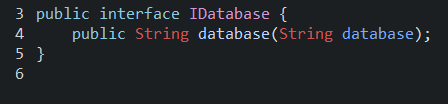 3 public interface IDatabase {
4     public String database(String database);
5 }
6